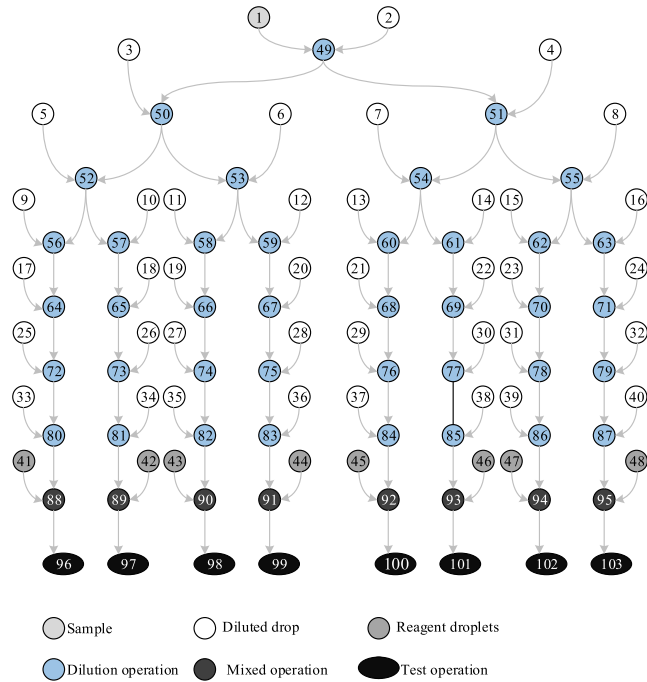 1 2
3 49 4
50 51
5 6 7 8
52 53 54 55
9 10 11 12 13 14 15 16
56 57 58 59 60 61 62 63
17 18 19 20 21 22 23 24
64 65 66 67 68 69 70 71
25 26 27 28 29 30 31 32
72 73 74 75 76 77 78 79
33 34 35 36 37 38 39 40
80 81 82 83 84 85 86 87
41 42 43 44 45 46 47 48
88 89 90 91 92 93 94 95
96 97 98 99 100 101 102 103
Sample Diluted drop Reagent droplets
Dilution operation Mixed operation Test operation